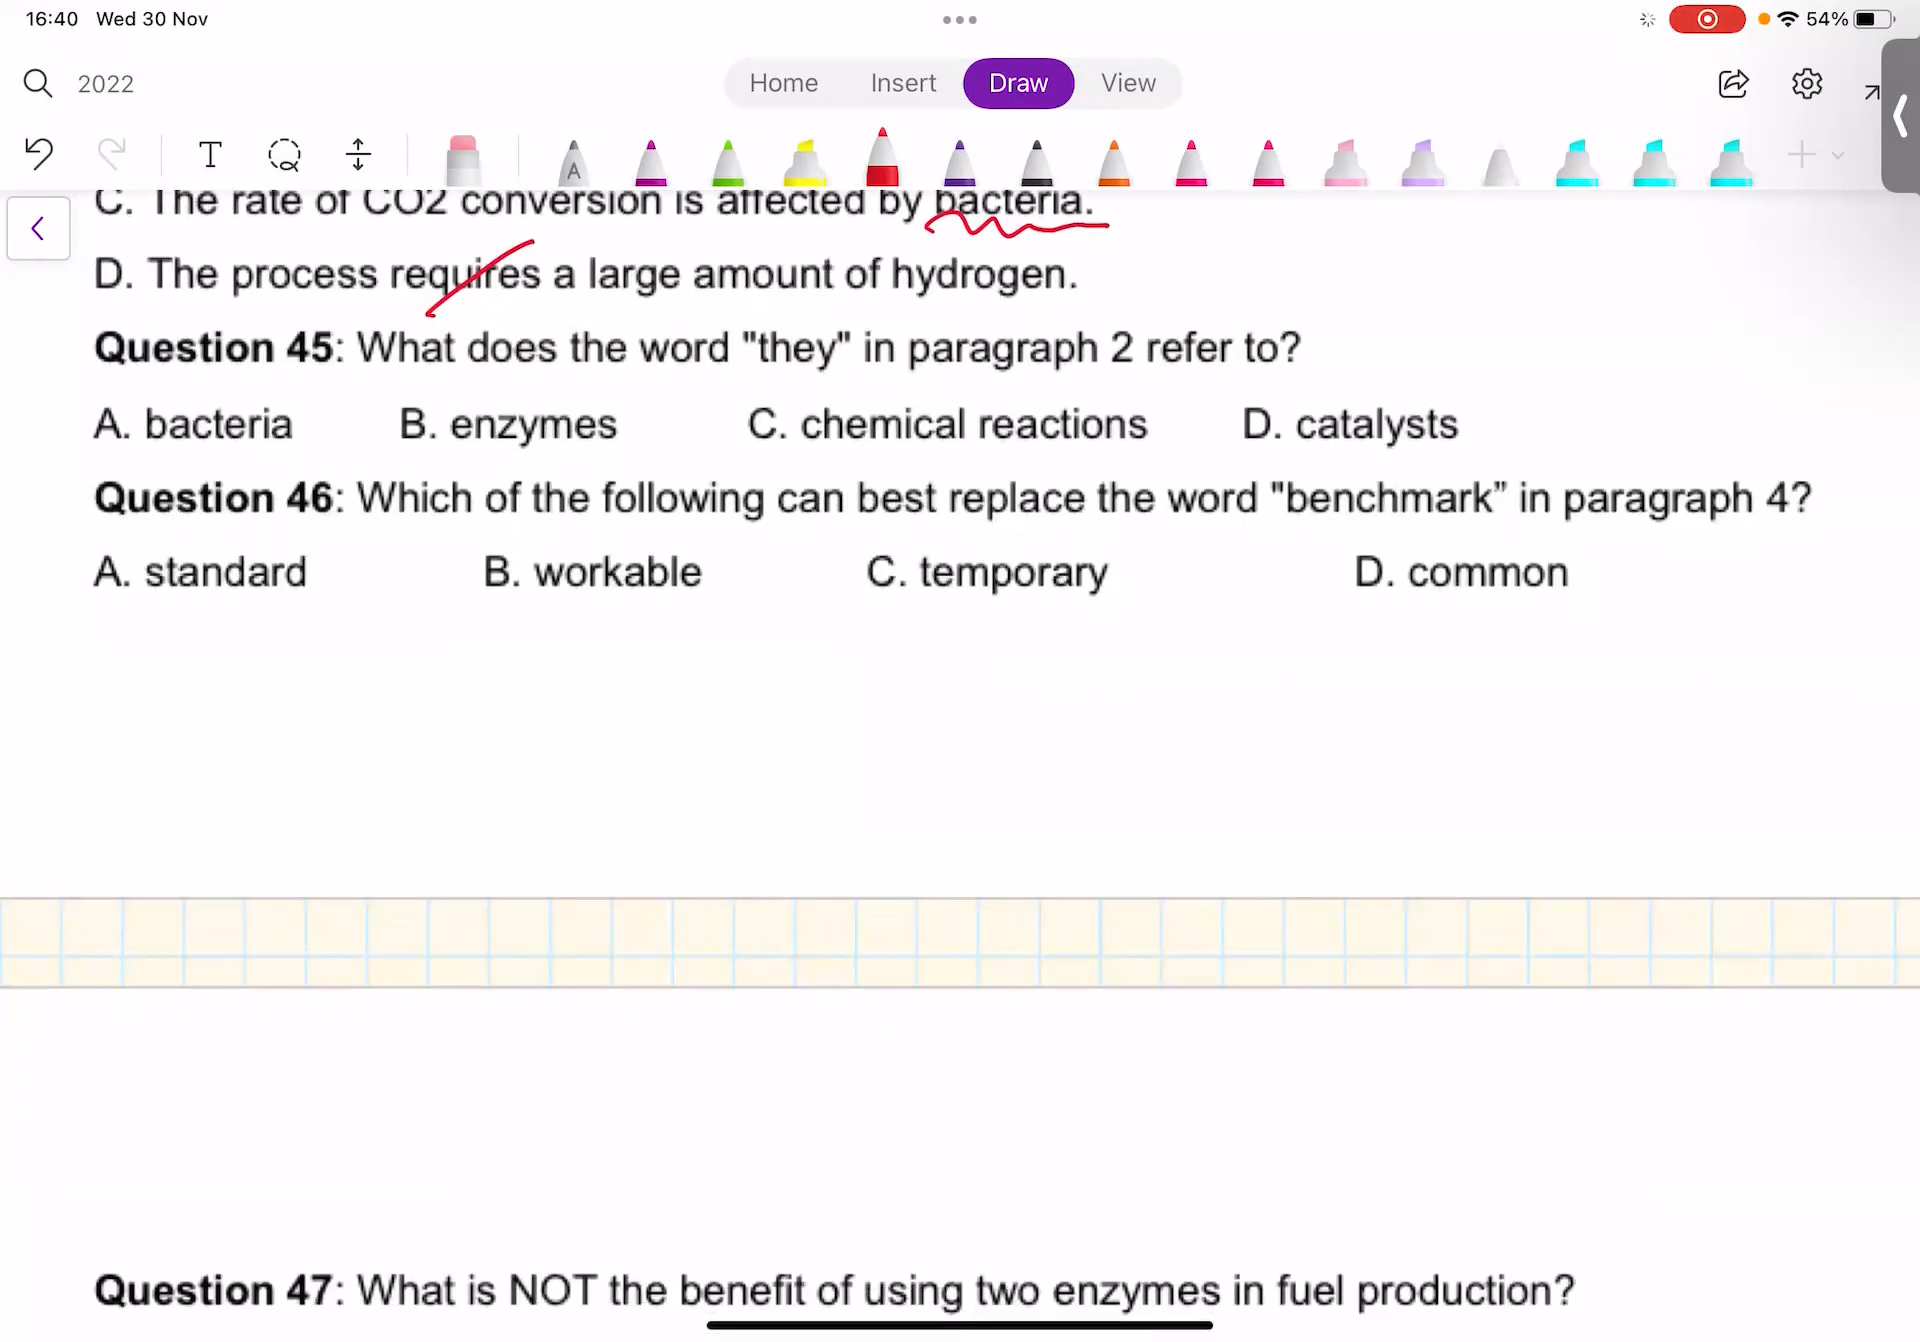 16:40 Wed 30 Nov 54%
2022 Home Insert Draw View
T A
C. The rate of CO2 conversion is affected by bacteria.
D. The process requires a large amount of hydrogen.
Question 45: What does the word "they" in paragraph 2 refer to?
A. bacteria B. enzymes C. chemical reactions D. catalysts
Question 46: Which of the following can best replace the word "benchmark” in paragraph 4?
A. standard B. workable C. temporary D. common
Question 47: What is NOT the benefit of using two enzymes in fuel production?